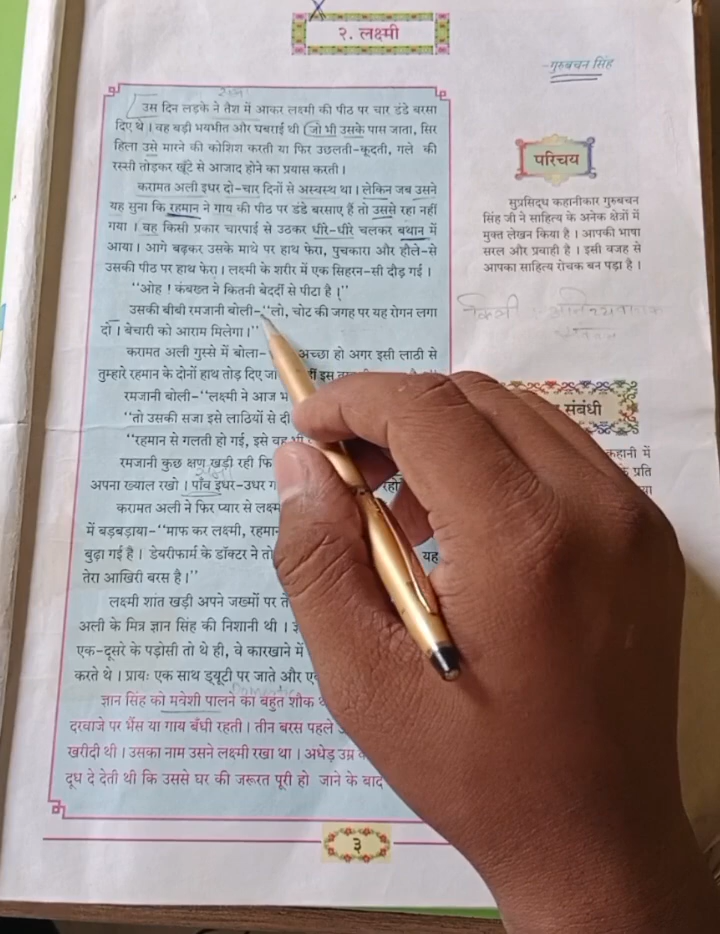 २. लक्ष्मी
-गुरुबचन सिंह
उस दिन लड़के ने तैश में आकर लक्ष्मी की पीठ पर चार डंडे बरसा
दिए थे । वह बड़ी भयभीत और घबराई थी । जो भी उसके पास जाता, सिर
हिला उसे मारने की कोशिश करती या फिर उछलती-कूदती, गले की
रस्सी तोड़कर खूँटे से आजाद होने का प्रयास करती ।
करामत अली इधर दो-चार दिनों से अस्वस्थ था । लेकिन जब उसने
यह सुना कि रहमान ने गाय की पीठ पर डंडे बरसाए हैं तो उससे रहा नहीं
गया । वह किसी प्रकार चारपाई से उठकर धीरे-धीरे चलकर बथान में
आया । आगे बढ़कर उसके माथे पर हाथ फेरा, पुचकारा और हौले-से
उसकी पीठ पर हाथ फेरा । लक्ष्मी के शरीर में एक सिहरन-सी दौड़ गई ।
‘‘ओह ! कंबख्त ने कितनी बेदर्दी से पीटा है ।’’
उसकी बीबी रमजानी बोली-‘‘लो, चोट की जगह पर यह रोगन लगा
दो । बेचारी को आराम मिलेगा ।’’
करामत अली गुस्से में बोला- अच्छा हो अगर इसी लाठी से
तुम्हारे रहमान के दोनों हाथ तोड़ दिए
रमजानी बोली-‘‘लक्ष्मी ने आज
‘‘तो उसकी सजा इसे लाठियों से
‘‘रहमान से गलती हो गई, इसे वह
रमजानी कुछ क्षण खड़ी रही
अपना ख्याल रखो । पाँव इधर-उधर
करामत अली ने फिर प्यार से
में बड़बड़ाया-‘‘माफ कर लक्ष्मी,
बुढ़ा गई है । डेयरीफार्म के डॉक्टर ने यह
तेरा आखिरी बरस है ।’’
लक्ष्मी शांत खड़ी अपने जख्मों पर
अली के मित्र ज्ञान सिंह की निशानी थी ।
एक-दूसरे के पड़ोसी तो थे ही, वे कारखाने में
करते थे । प्रायः एक साथ ड्यूटी पर जाते और
ज्ञान सिंह को मवेशी पालने का बहुत शौक
दरवाजे पर भैंस या गाय बँधी रहती । तीन बरस पहले
खरीदी थी । उसका नाम उसने लक्ष्मी रखा था । अधेड़ उम्र
दूध दे देती थी कि उससे घर की जरूरत पूरी हो जाने के बाद
३
परिचय
सुप्रसिद्ध कहानीकार गुरुबचन
सिंह जी ने साहित्य के अनेक क्षेत्रों में
मुक्त लेखन किया है । आपकी भाषा
सरल और प्रवाही है । इसी वजह से
आपका साहित्य रोचक बन पड़ा है ।
संबंधी
कहानी में
प्रति